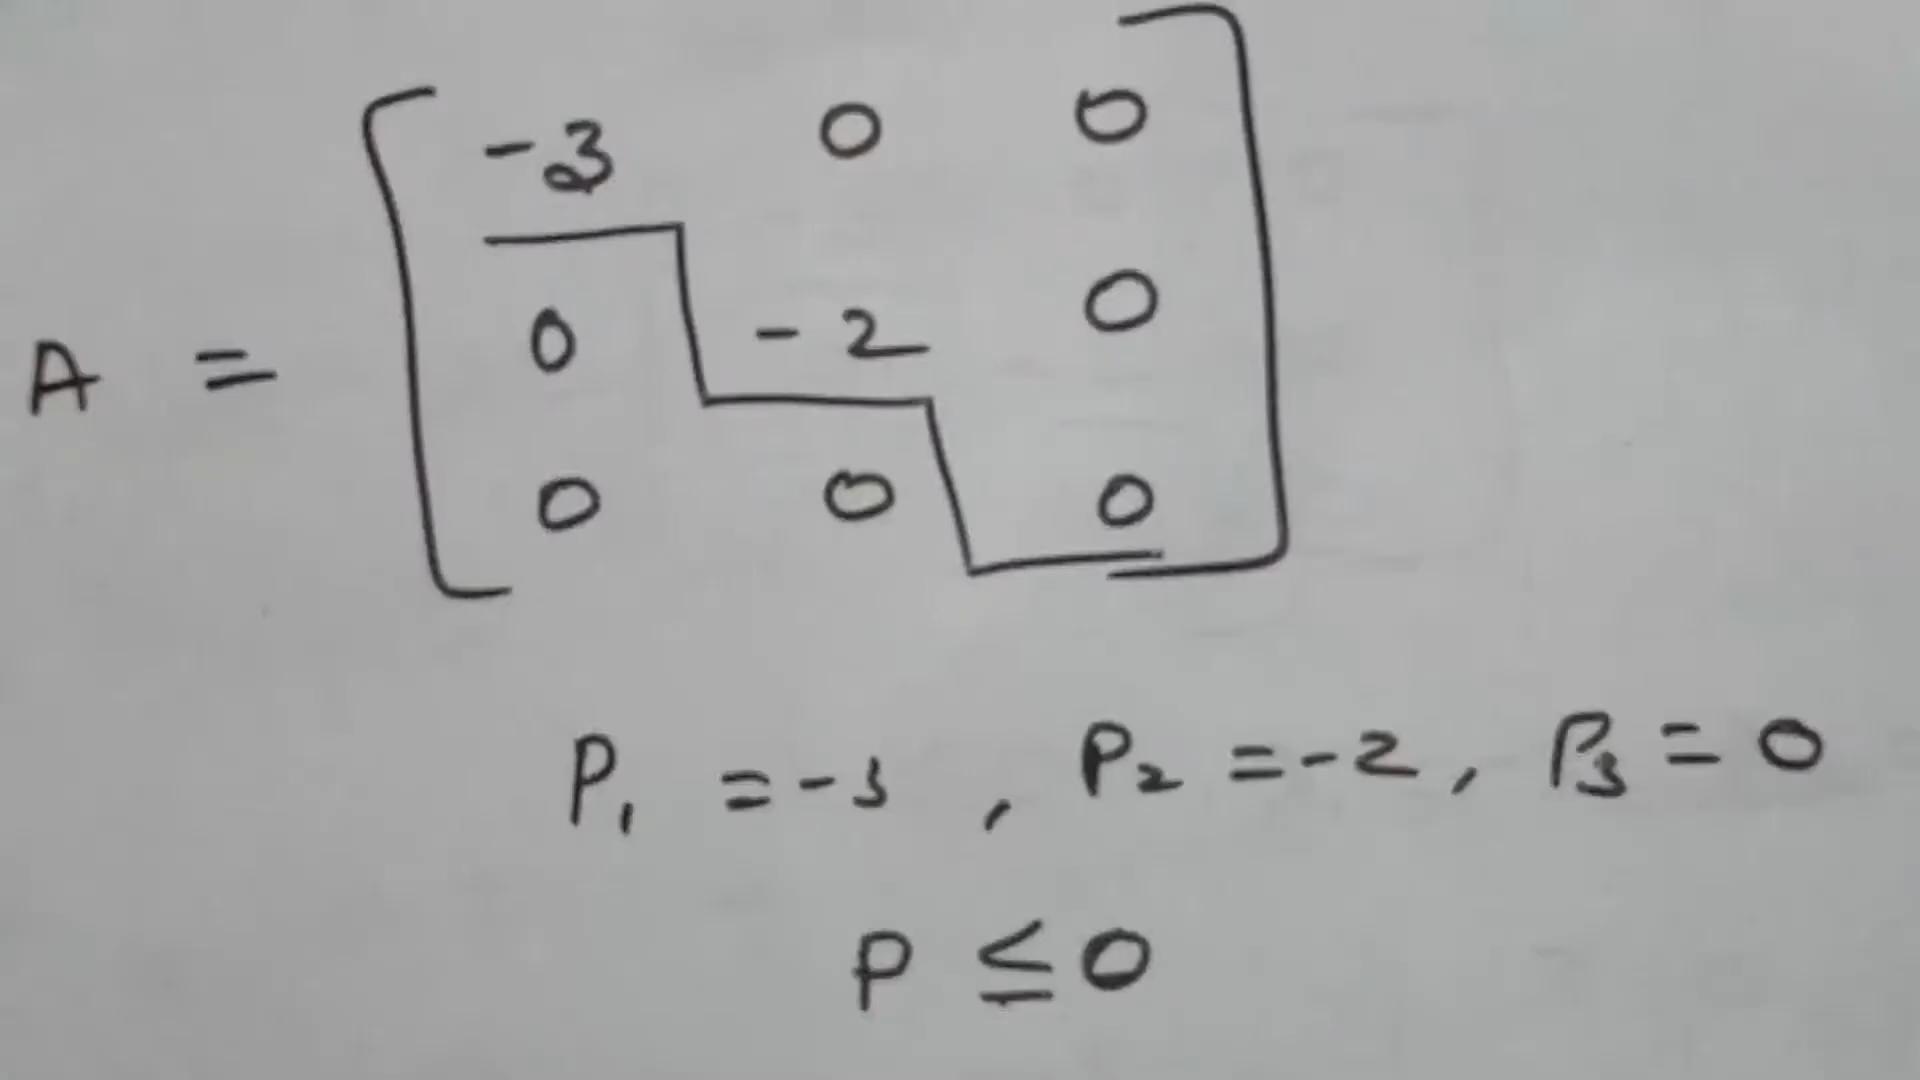 -3 0 0
A = 0 -2 0
0 0 0
P₁ = -3 , P₂ = -2 , P₃ = 0
P ≤ 0